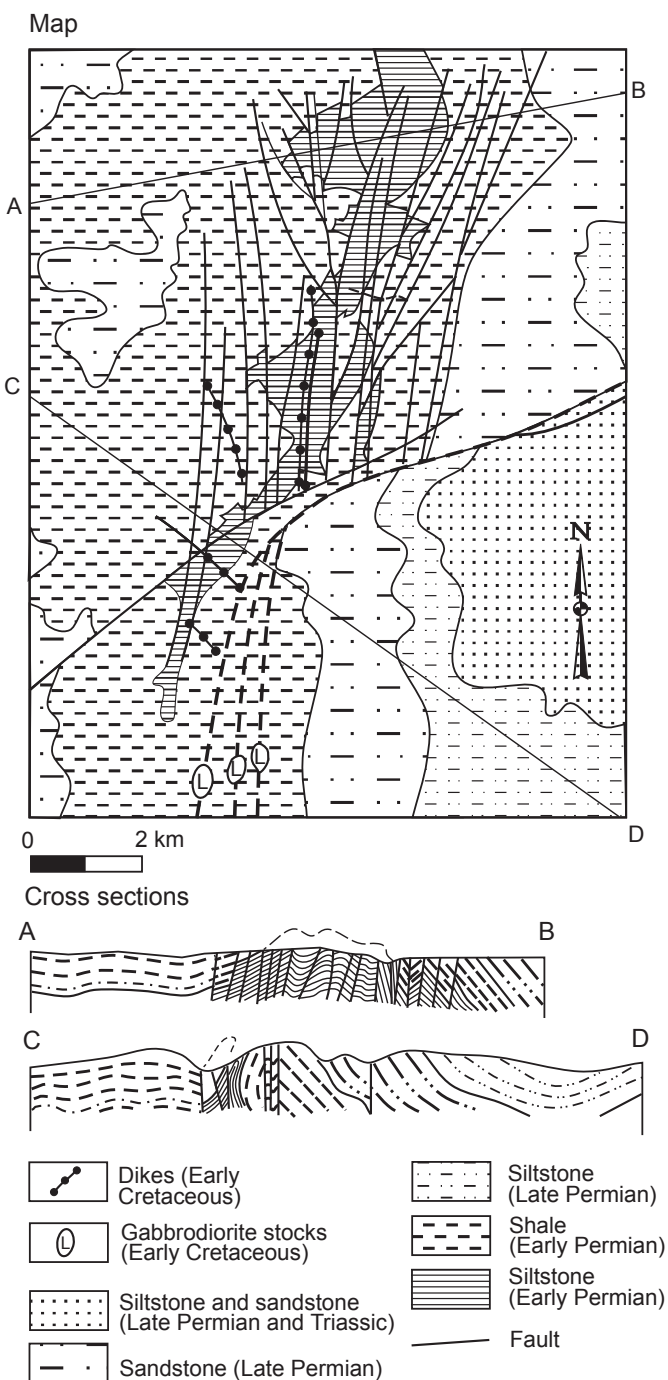 Map
B
A
C
N
L
L
L
D
0 2 km
Cross sections
A
B
C
D
Dikes (Early
Cretaceous)
L
Gabbrodiorite stocks
(Early Cretaceous)
Siltstone and sandstone
(Late Permian and Triassic)
Sandstone (Late Permian)
Siltstone
(Late Permian)
Shale
(Early Permian)
Siltstone
(Early Permian)
Fault